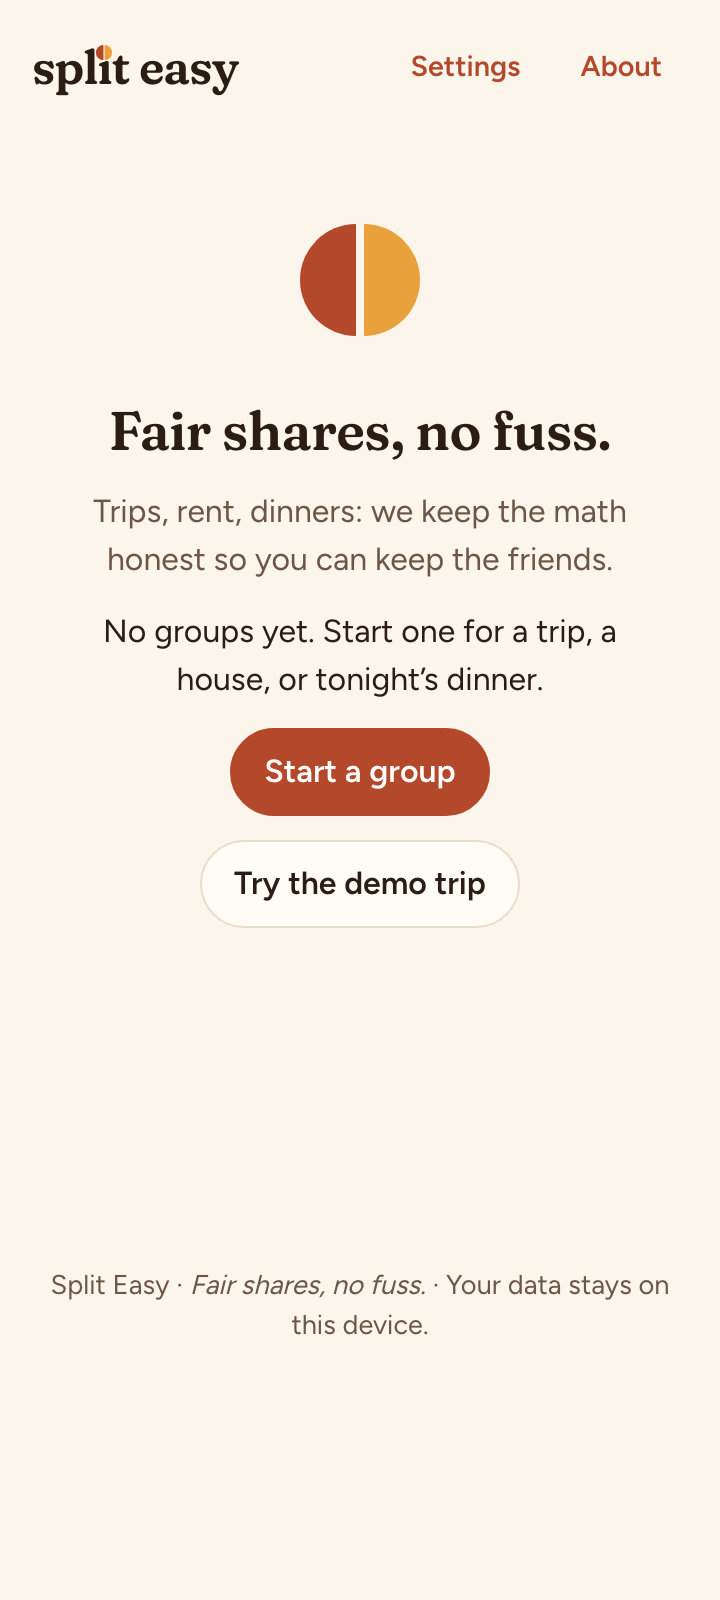 split easy
Settings
About
Fair shares, no fuss.
Trips, rent, dinners: we keep the math
honest so you can keep the friends.
No groups yet. Start one for a trip, a
house, or tonight’s dinner.
Start a group
Try the demo trip
Split Easy · Fair shares, no fuss. · Your data stays on
this device.